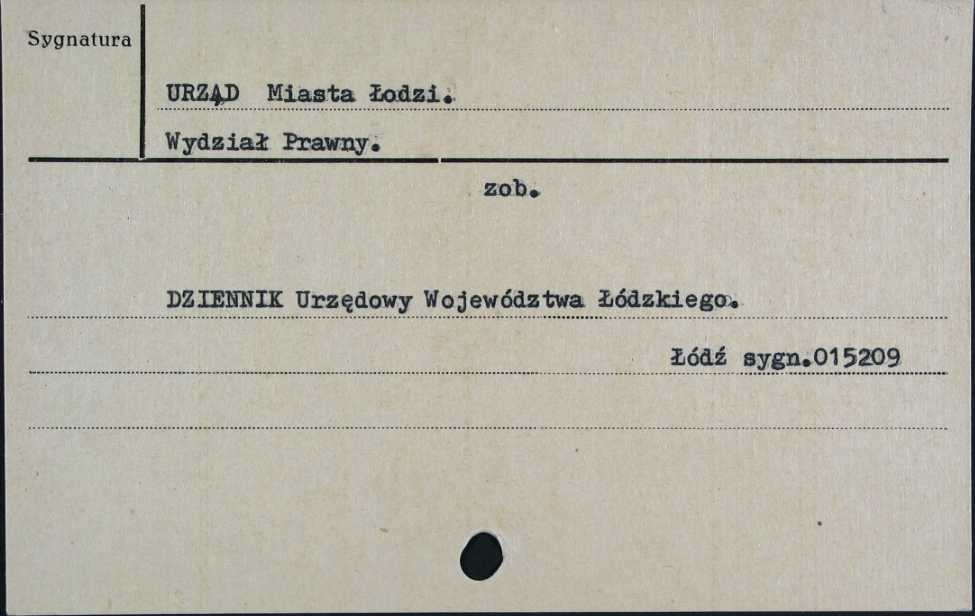 Sygnatura
URZĄD Miasta Łodzi.
Wydział Prawny.
zob.
DZIENNIK Urzędowy Województwa Łódzkiego.
Łódź sygn.015209